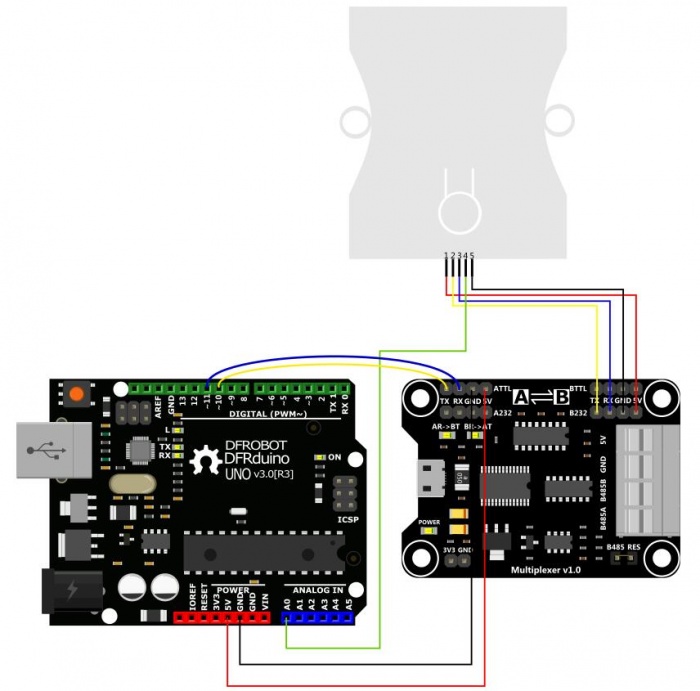 1 2 3 4 5
AREF
GND
13
12
~11
~10
~9
8
7
~6
~5
4
~3
2
TX 1
RX 0
DIGITAL (PWM~)
L
TX
RX
DFROBOT
DFRduino
UNO v3.0[R3]
ON
ICSP
POWER
ANALOG IN
IOREF
RESET
3V3
5V
GND
GND
VIN
A0
A1
A2
A3
A4
A5
ATTL
TX RX GND 5V
A232
A⇌B
BTTL
TX RX GND 5V
B232
AR->BT
BR->AT
5V
GND
B485B
B485A
POWER
3V3 GND
B485 RES
Multiplexer v1.0